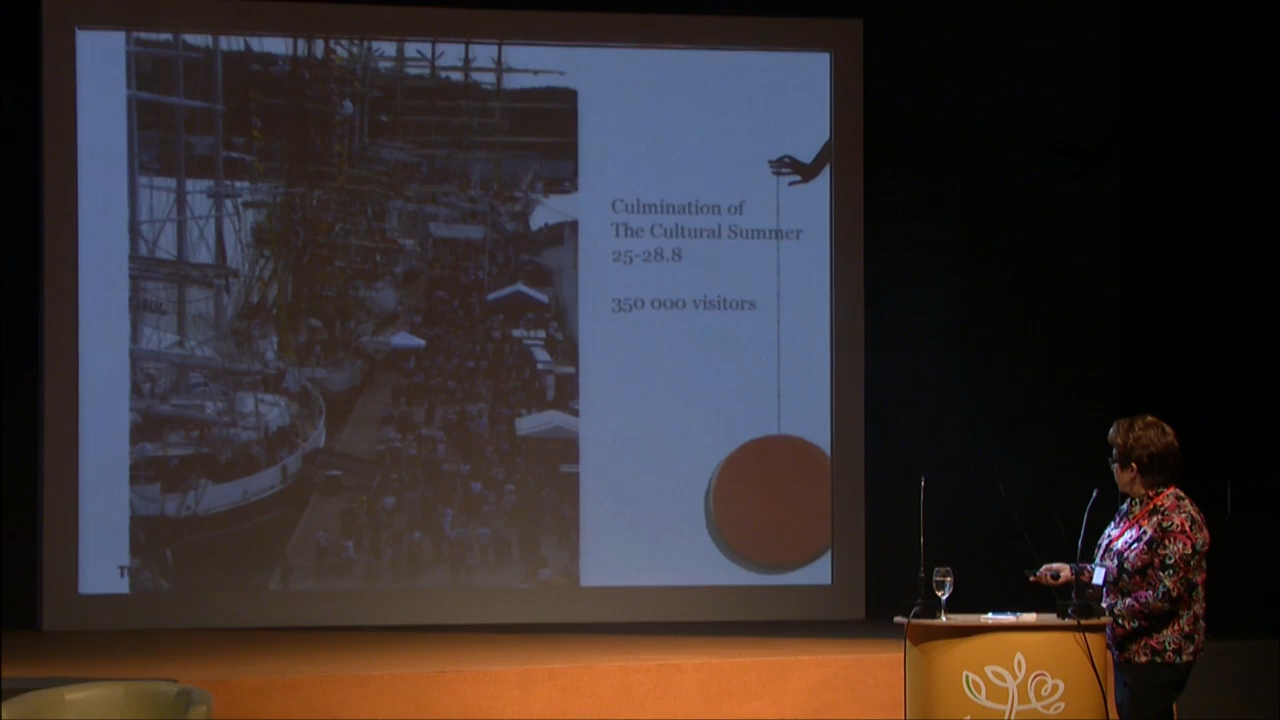 Culmination of
The Cultural Summer
25-28.8
350 000 visitors